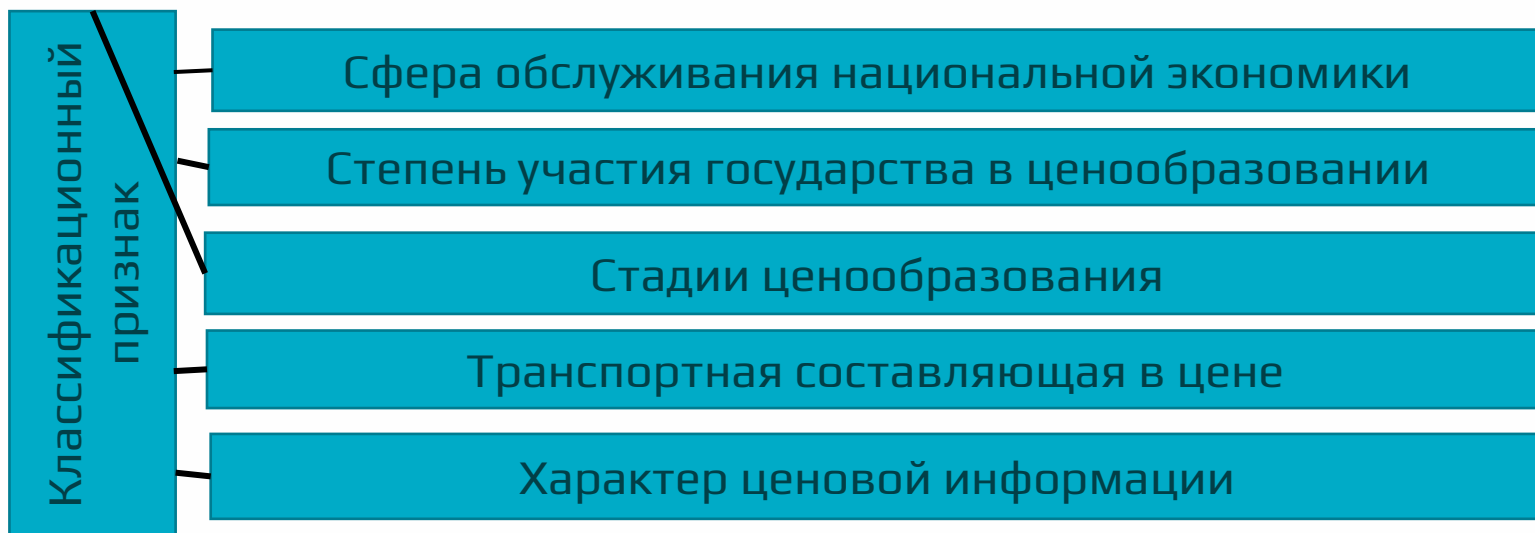 Классификационный
признак
Сфера обслуживания национальной экономики
Степень участия государства в ценообразовании
Стадии ценообразования
Транспортная составляющая в цене
Характер ценовой информации